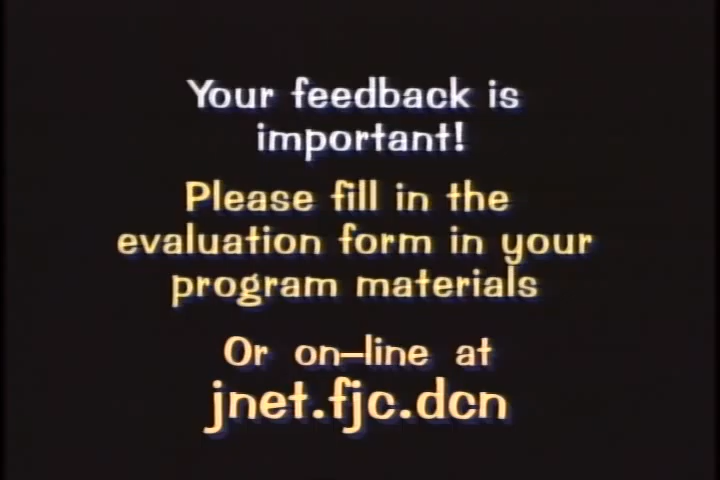 Your feedback is
important!
Please fill in the
evaluation form in your
program materials
Or on-line at
jnet.fjc.dcn